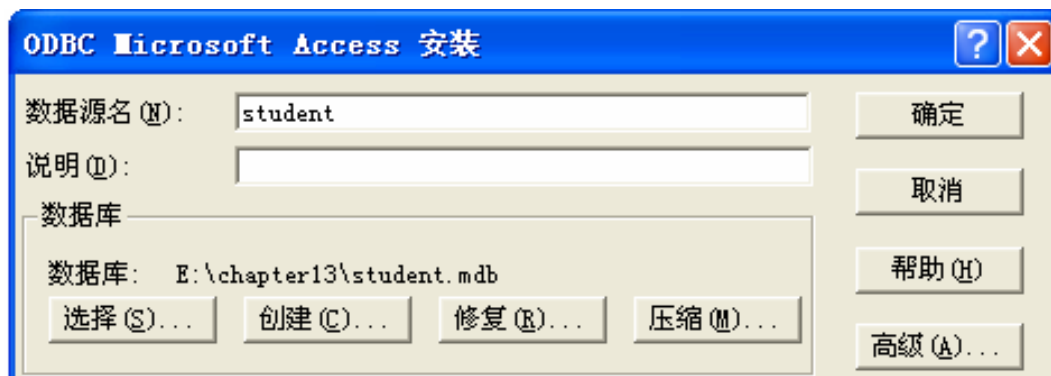 ODBC Microsoft Access 安装
数据源名(N): student 确定
说明(D):
取消
数据库
数据库: E:\chapter13\student.mdb 帮助(H)
选择(S)... 创建(C)... 修复(R)... 压缩(M)...
高级(A)...